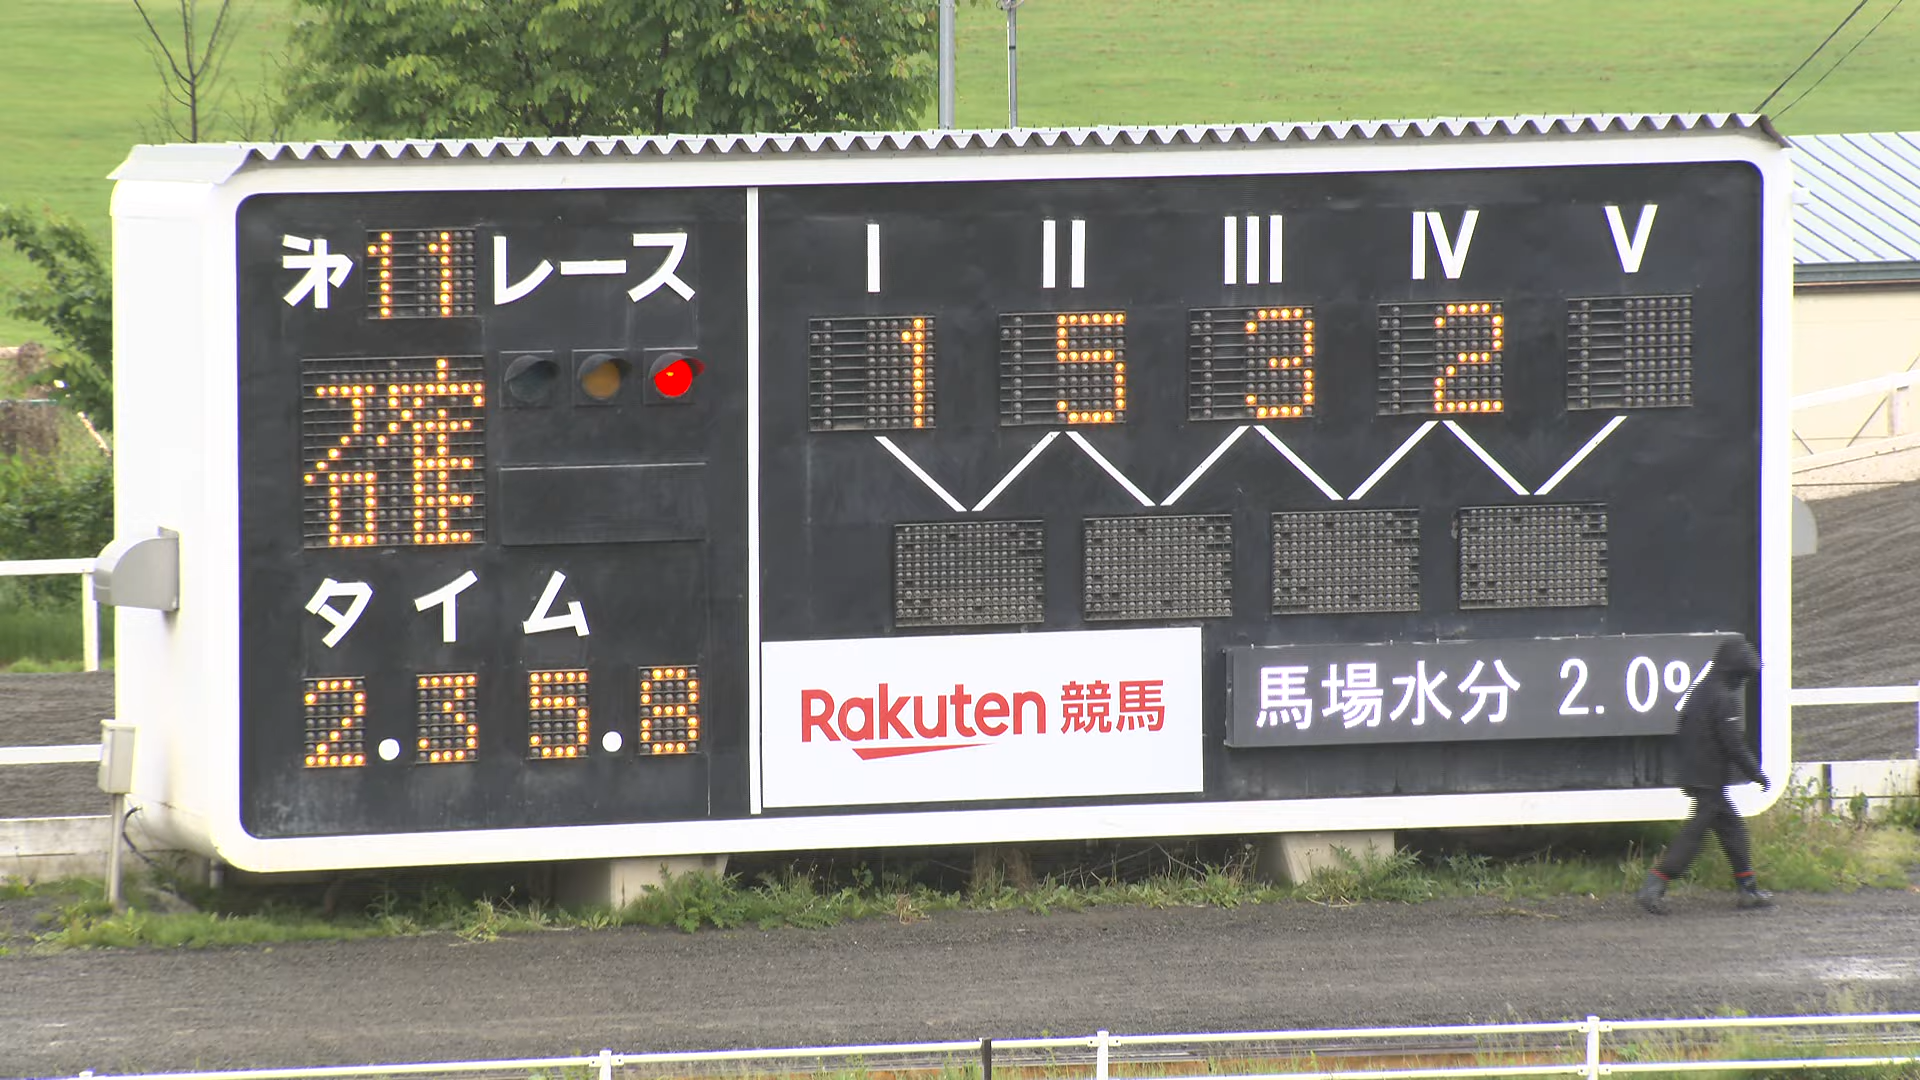 㐧11レース
確
タイム
2.35.8
I II III IV V
1 5 3 2
Rakuten 競馬
馬場水分 2.0%